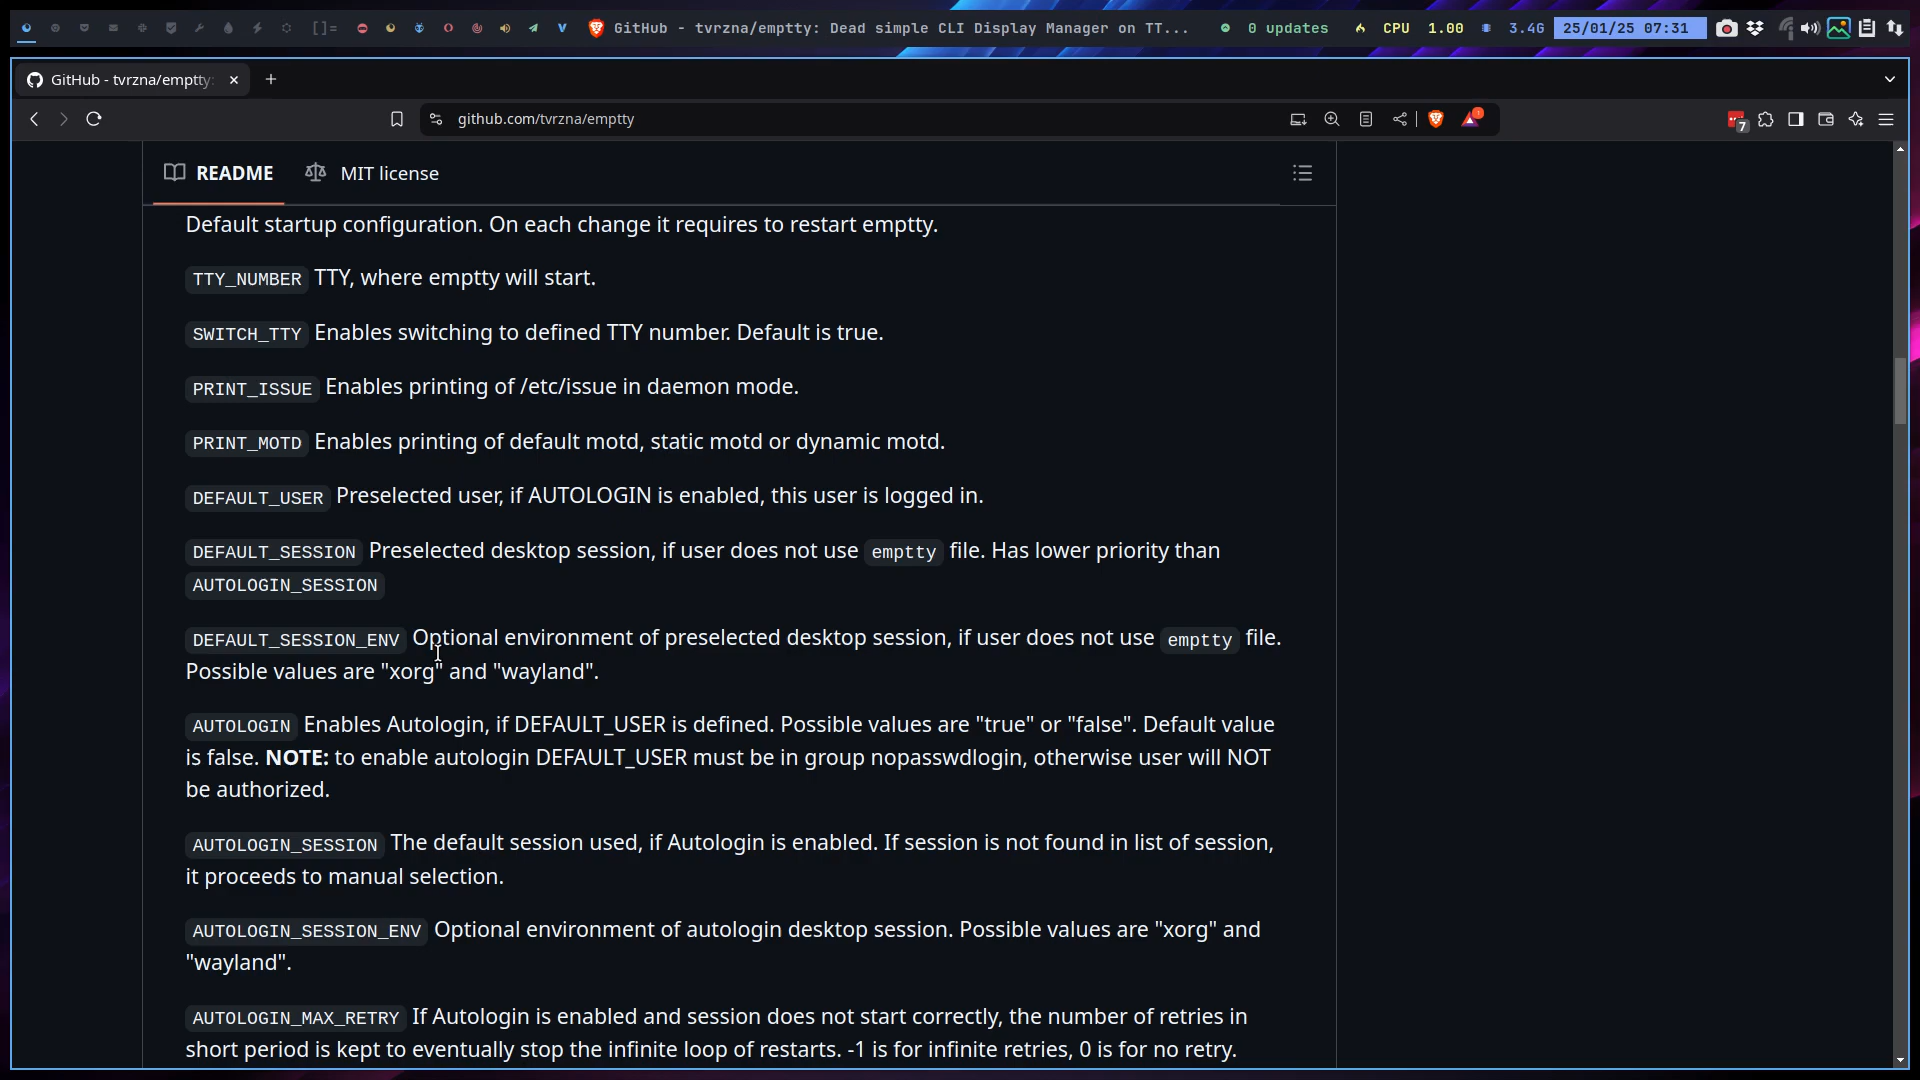 []= GitHub - tvrzna/emptty: Dead simple CLI Display Manager on TT... 0 updates CPU 1.00 3.4G 25/01/25 07:31
GitHub - tvrzna/emptty:
github.com/tvrzna/emptty
7
README MIT license
Default startup configuration. On each change it requires to restart emptty.
TTY_NUMBER TTY, where emptty will start.
SWITCH_TTY Enables switching to defined TTY number. Default is true.
PRINT_ISSUE Enables printing of /etc/issue in daemon mode.
PRINT_MOTD Enables printing of default motd, static motd or dynamic motd.
DEFAULT_USER Preselected user, if AUTOLOGIN is enabled, this user is logged in.
DEFAULT_SESSION Preselected desktop session, if user does not use emptty file. Has lower priority than
AUTOLOGIN_SESSION
DEFAULT_SESSION_ENV Optional environment of preselected desktop session, if user does not use emptty file.
Possible values are "xorg" and "wayland".
AUTOLOGIN Enables Autologin, if DEFAULT_USER is defined. Possible values are "true" or "false". Default value
is false. NOTE: to enable autologin DEFAULT_USER must be in group nopasswdlogin, otherwise user will NOT
be authorized.
AUTOLOGIN_SESSION The default session used, if Autologin is enabled. If session is not found in list of session,
it proceeds to manual selection.
AUTOLOGIN_SESSION_ENV Optional environment of autologin desktop session. Possible values are "xorg" and
"wayland".
AUTOLOGIN_MAX_RETRY If Autologin is enabled and session does not start correctly, the number of retries in
short period is kept to eventually stop the infinite loop of restarts. -1 is for infinite retries, 0 is for no retry.